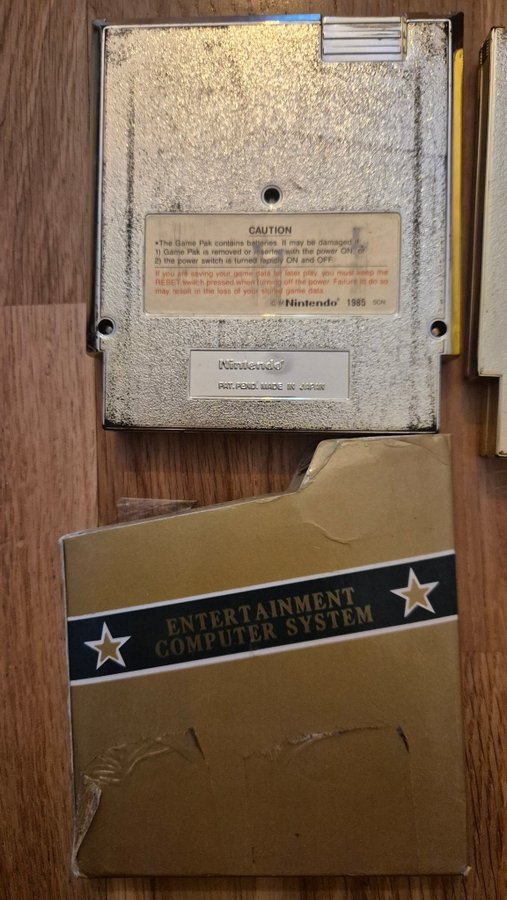 CAUTION
•The Game Pak contains batteries. It may be damaged if
1) Game Pak is removed or inserted with the power ON, or
2) the power switch is turned rapidly ON and OFF.
If you are saving your game data for later play, you must keep the
RESET switch pressed when turning off the power. Failure to do so
may result in the loss of your stored game data.
Nintendo® 1985 SCN
Nintendo®
PAT. PEND. MADE IN JAPAN
ENTERTAINMENT
COMPUTER SYSTEM